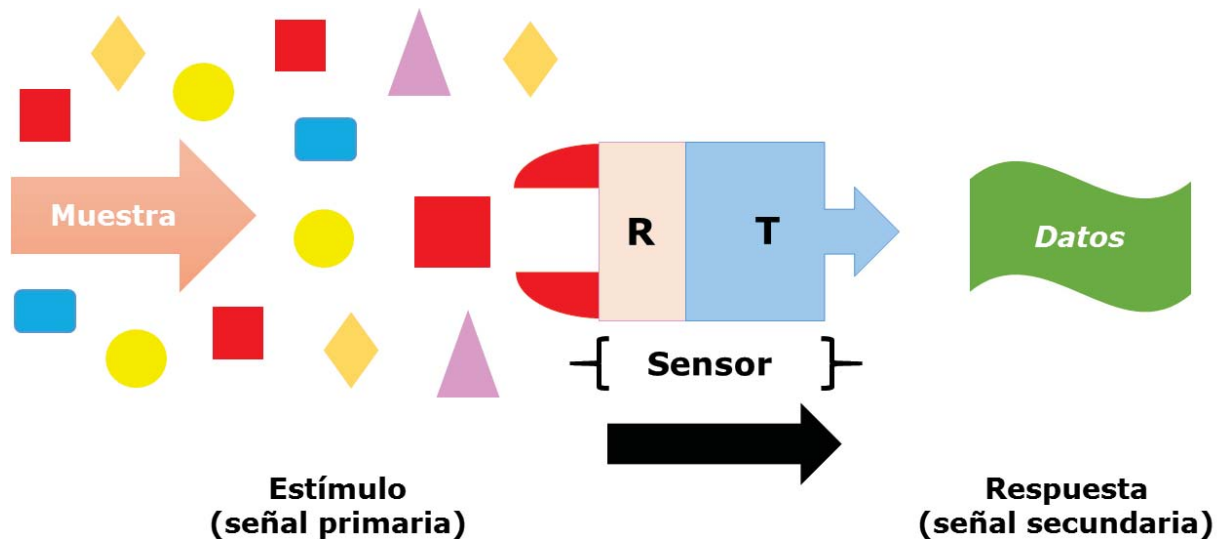 Muestra
R
T
Datos
Sensor
Estímulo
(señal primaria)
Respuesta
(señal secundaria)